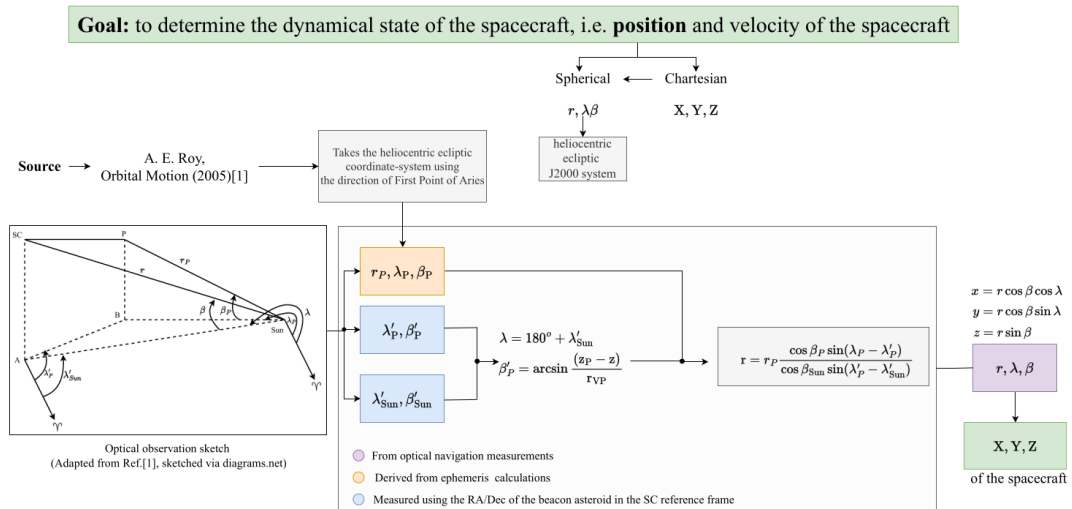 Goal: to determine the dynamical state of the spacecraft, i.e. position and velocity of the spacecraft
Spherical
Chartesian
r, λβ
X, Y, Z
heliocentric
ecliptic
J2000 system
Source
A. E. Roy,
Orbital Motion (2005)[1]
Takes the heliocentric ecliptic
coordinate-system using
the direction of First Point of Aries
SC
P
r_P
r
β
β_P
λ_P
λ
Sun
B
A
λ'_P
λ'_Sun
♈
♈
Optical observation sketch
(Adapted from Ref.[1], sketched via diagrams.net)
r_P, λ_P, β_P
λ'_P, β'_P
λ'_Sun, β'_Sun
λ = 180° + λ'_Sun
β'_P = arcsin (z_P − z) / r_VP
r = r_P cos β_P sin(λ_P − λ'_P) / cos β_Sun sin(λ'_P − λ'_Sun)
From optical navigation measurements
Derived from ephemeris calculations
Measured using the RA/Dec of the beacon asteroid in the SC reference frame
x = r cos β cos λ
y = r cos β sin λ
z = r sin β
r, λ, β
X, Y, Z
of the spacecraft